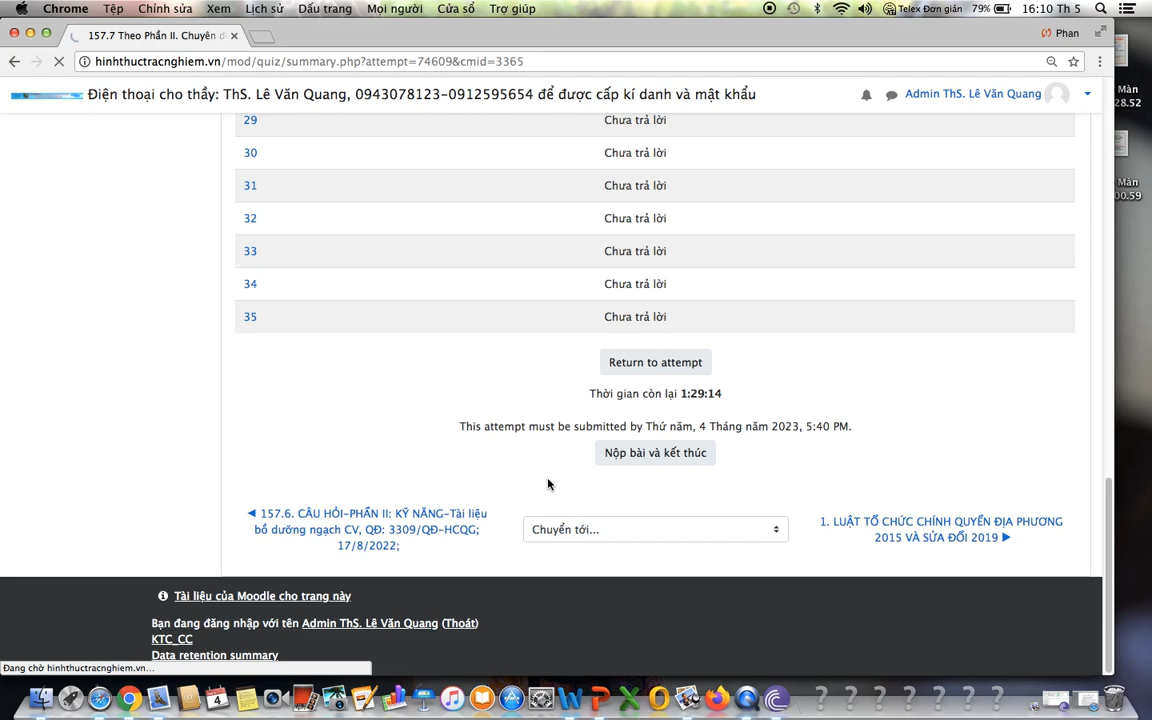 Chrome Tệp Chỉnh sửa Xem Lịch sử Dấu trang Mọi người Cửa sổ Trợ giúp Telex Đơn giản 79% 16:10 Th 5
157.7 Theo Phần II. Chuyên đ Phan
hinhthuctracnghiem.vn/mod/quiz/summary.php?attempt=74609&cmid=3365
Điện thoại cho thầy: ThS. Lê Văn Quang, 0943078123-0912595654 để được cấp kí danh và mật khẩu Admin ThS. Lê Văn Quang
Màn
28.52
29 Chưa trả lời
30 Chưa trả lời
31 Chưa trả lời
Màn
00.59
32 Chưa trả lời
33 Chưa trả lời
34 Chưa trả lời
35 Chưa trả lời
Return to attempt
Thời gian còn lại 1:29:14
This attempt must be submitted by Thứ năm, 4 Tháng năm 2023, 5:40 PM.
Nộp bài và kết thúc
◀ 157.6. CÂU HỎI-PHẦN II: KỸ NĂNG-Tài liệu
bồ dưỡng ngạch CV, QĐ: 3309/QĐ-HCQG;
17/8/2022;
Chuyển tới...
1. LUẬT TỔ CHỨC CHÍNH QUYỂN ĐỊA PHƯƠNG
2015 VÀ SỬA ĐỔI 2019 ▶
Tài liệu của Moodle cho trang này
Bạn đang đăng nhập với tên Admin ThS. Lê Văn Quang (Thoát)
KTC_CC
Data retention summary
Đang chờ hinhthuctracnghiem.vn...